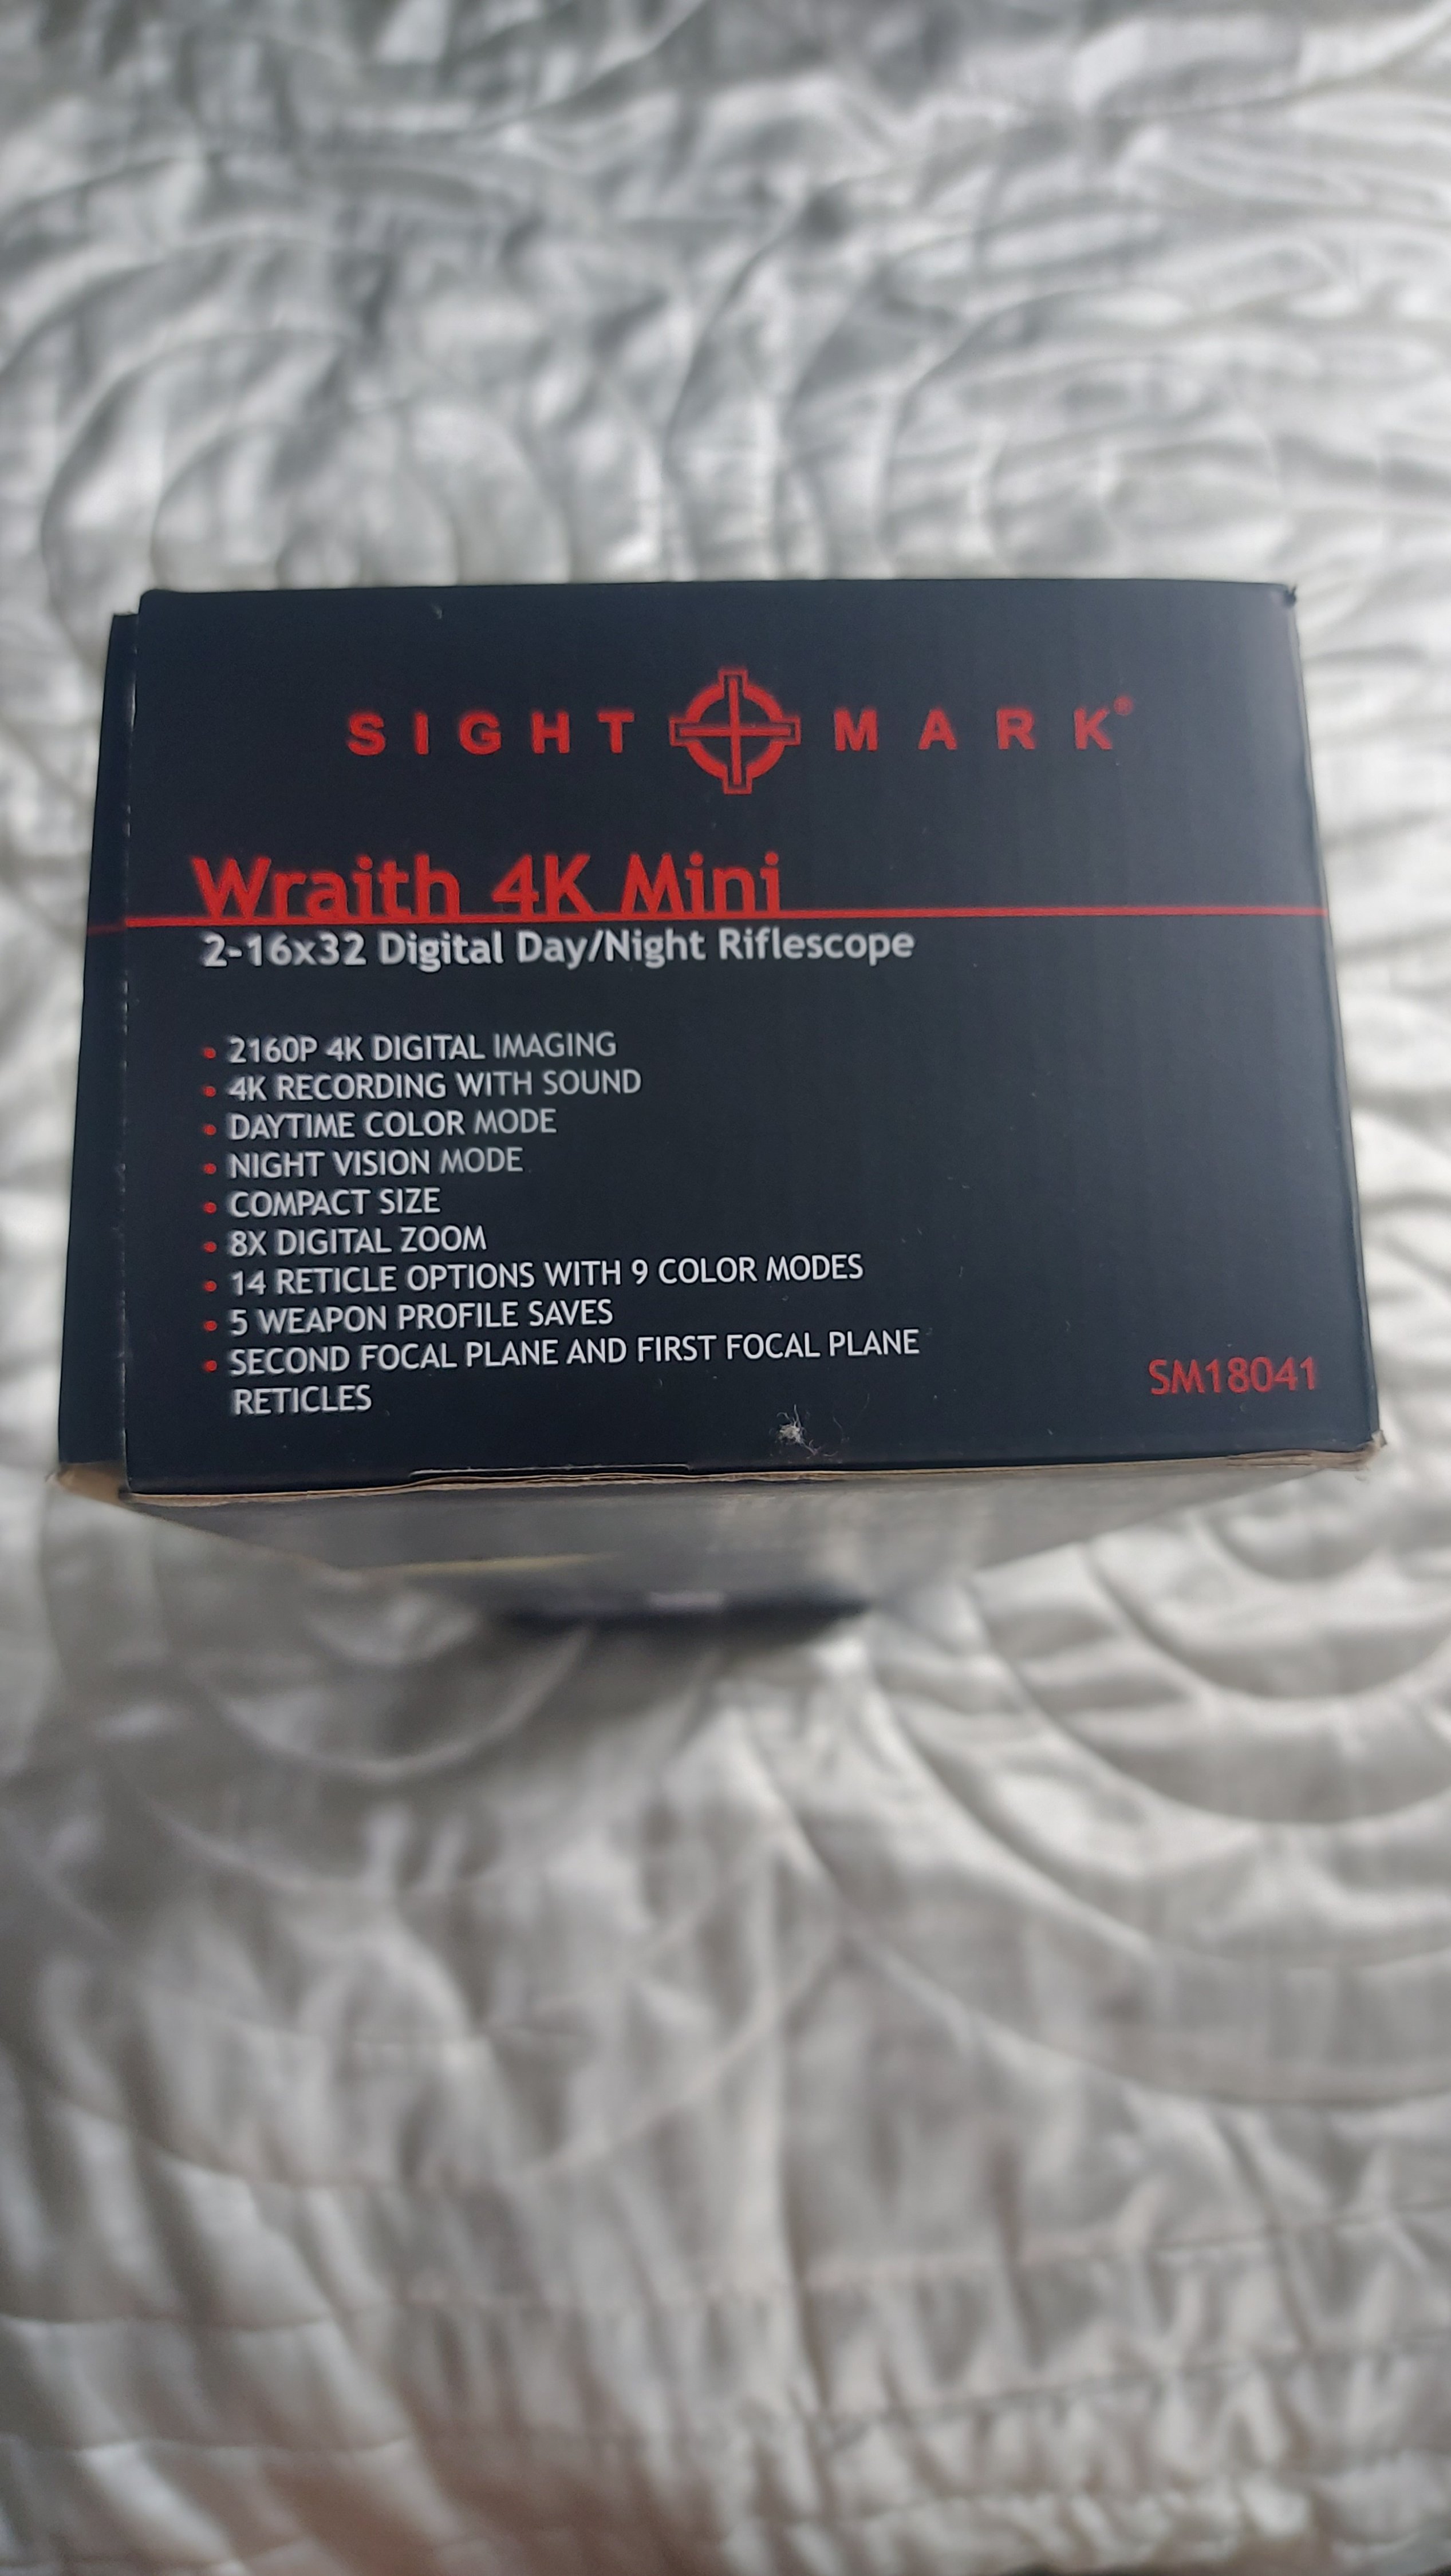 SIGHT MARK®
Wraith 4K Mini
2-16x32 Digital Day/Night Riflescope
• 2160P 4K DIGITAL IMAGING
• 4K RECORDING WITH SOUND
• DAYTIME COLOR MODE
• NIGHT VISION MODE
• COMPACT SIZE
• 8X DIGITAL ZOOM
• 14 RETICLE OPTIONS WITH 9 COLOR MODES
• 5 WEAPON PROFILE SAVES
• SECOND FOCAL PLANE AND FIRST FOCAL PLANE
RETICLES
SM18041